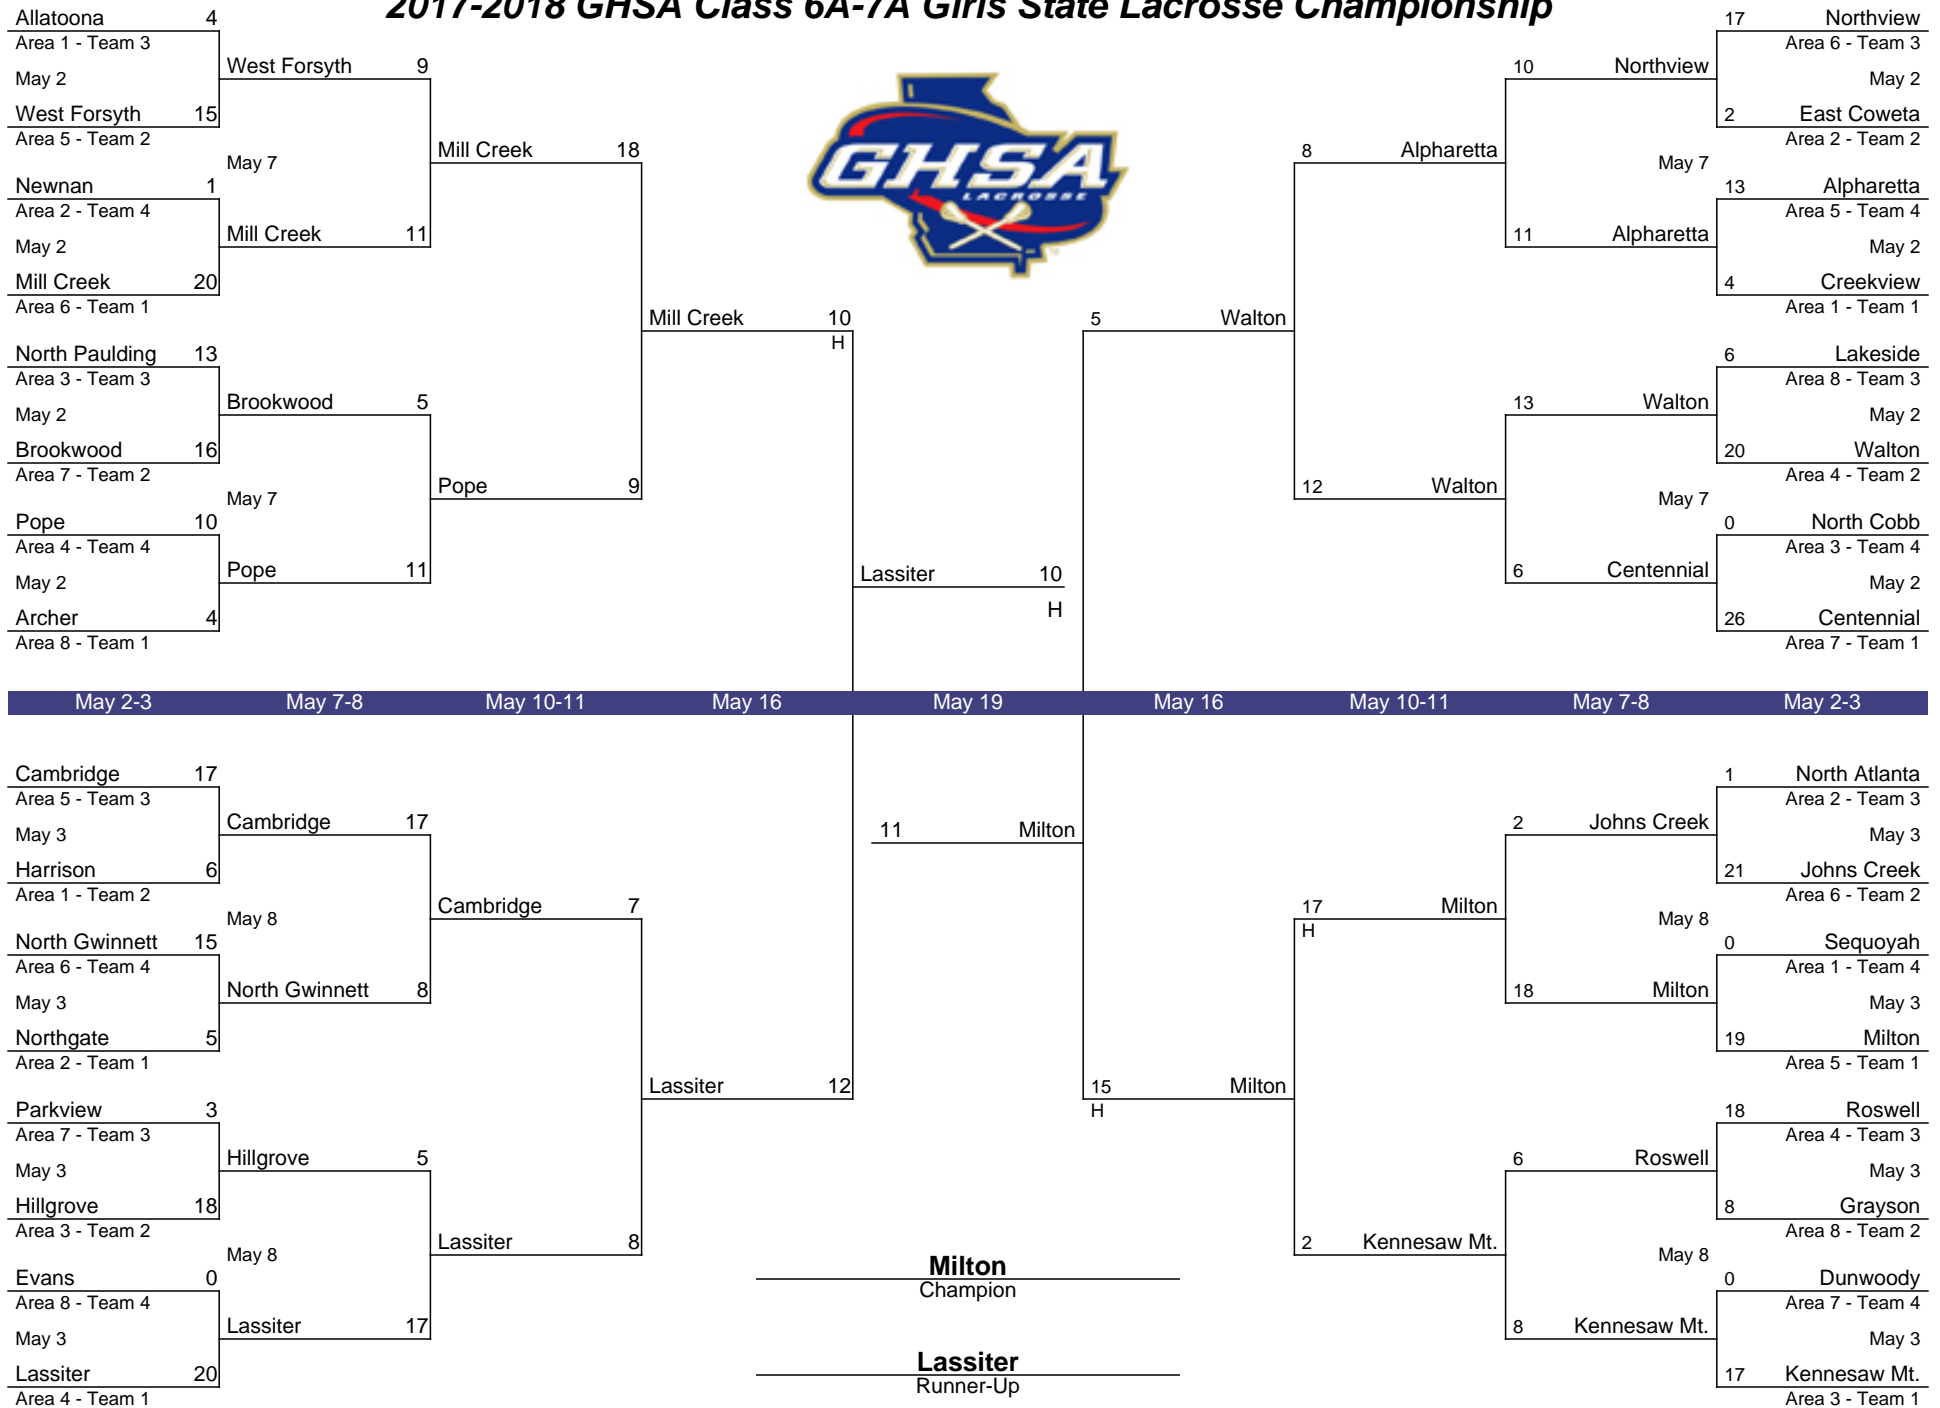 2017-2018 GHSA Class 6A-7A Girls State Lacrosse Championship
Allatoona 4
Area 1 - Team 3
May 2
West Forsyth 15
Area 5 - Team 2
Newnan 1
Area 2 - Team 4
May 2
Mill Creek 20
Area 6 - Team 1
North Paulding 13
Area 3 - Team 3
May 2
Brookwood 16
Area 7 - Team 2
Pope 10
Area 4 - Team 4
May 2
Archer 4
Area 8 - Team 1
West Forsyth 9
May 7
Mill Creek 11
Brookwood 5
May 7
Pope 11
Mill Creek 18
Pope 9
Mill Creek 10
H
GHSA
LACROSSE
Lassiter 10
H
5 Walton
8 Alpharetta
12 Walton
10 Northview
May 7
11 Alpharetta
13 Walton
May 7
6 Centennial
17 Northview
Area 6 - Team 3
May 2
2 East Coweta
Area 2 - Team 2
13 Alpharetta
Area 5 - Team 4
May 2
4 Creekview
Area 1 - Team 1
6 Lakeside
Area 8 - Team 3
May 2
20 Walton
Area 4 - Team 2
0 North Cobb
Area 3 - Team 4
May 2
26 Centennial
Area 7 - Team 1
May 2-3 May 7-8 May 10-11 May 16 May 19 May 16 May 10-11 May 7-8 May 2-3
Cambridge 17
Area 5 - Team 3
May 3
Harrison 6
Area 1 - Team 2
North Gwinnett 15
Area 6 - Team 4
May 3
Northgate 5
Area 2 - Team 1
Parkview 3
Area 7 - Team 3
May 3
Hillgrove 18
Area 3 - Team 2
Evans 0
Area 8 - Team 4
May 3
Lassiter 20
Area 4 - Team 1
Cambridge 17
May 8
North Gwinnett 8
Hillgrove 5
May 8
Lassiter 17
Cambridge 7
Lassiter 8
Lassiter 12
11 Milton
15 Milton
H
17 Milton
H
2 Kennesaw Mt.
2 Johns Creek
May 8
18 Milton
6 Roswell
May 8
8 Kennesaw Mt.
1 North Atlanta
Area 2 - Team 3
May 3
21 Johns Creek
Area 6 - Team 2
0 Sequoyah
Area 1 - Team 4
May 3
19 Milton
Area 5 - Team 1
18 Roswell
Area 4 - Team 3
May 3
8 Grayson
Area 8 - Team 2
0 Dunwoody
Area 7 - Team 4
May 3
17 Kennesaw Mt.
Area 3 - Team 1
Milton
Champion
Lassiter
Runner-Up